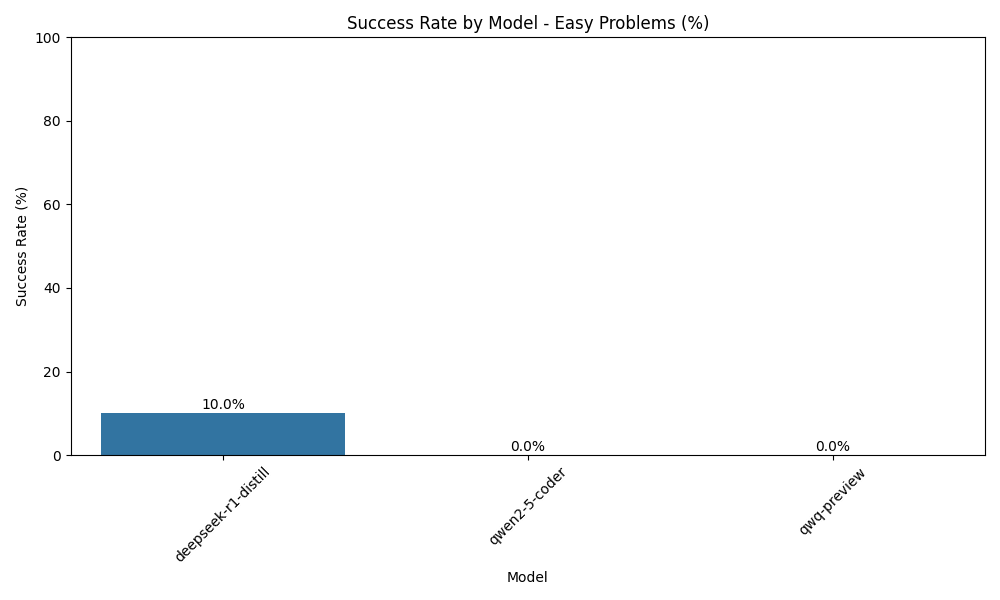 Success Rate by Model - Easy Problems (%)
Success Rate (%)
100
80
60
40
20
0
10.0%
0.0%
0.0%
deepseek-r1-distill
qwen2-5-coder
qwq-preview
Model